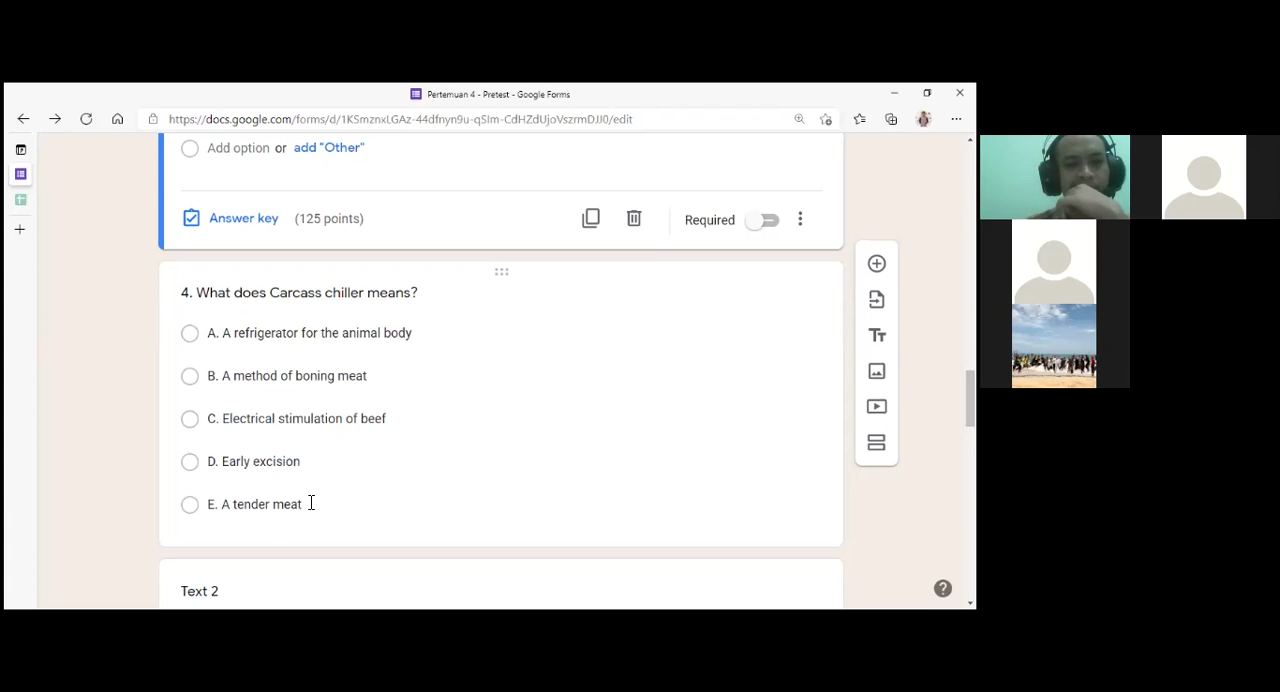 Pertemuan 4 - Pretest - Google Forms
https://docs.google.com/forms/d/1KSmznxLGAz-44dfnyn9u-qSIm-CdHZdUjoVszrmDJJ0/edit
Add option or add "Other"
Answer key (125 points)
Required
4. What does Carcass chiller means?
A. A refrigerator for the animal body
B. A method of boning meat
C. Electrical stimulation of beef
D. Early excision
E. A tender meat
Text 2